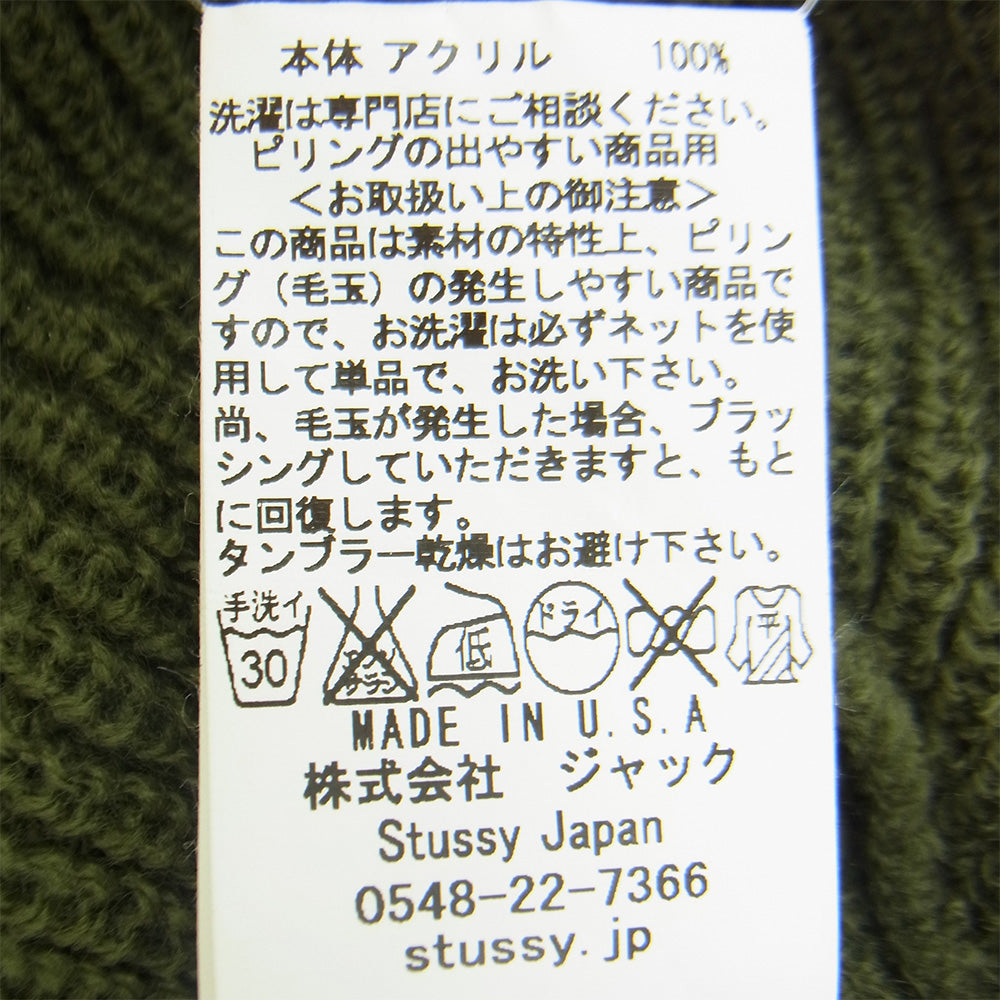 本体 アクリル 100%
洗濯は専門店にご相談ください。
ピリングの出やすい商品用
＜お取扱い上の御注意＞
この商品は素材の特性上、ピリン
グ（毛玉）の発生しやすい商品で
すので、お洗濯は必ずネットを使
用して単品で、お洗い下さい。
尚、毛玉が発生した場合、ブラッ
シングしていただきますと、もと
に回復します。
タンブラー乾燥はお避け下さい。
手洗イ 30 エンソ サラシ 低 ドライ 平
MADE IN U.S.A
株式会社 ジャック
Stussy Japan
0548-22-7366
stussy.jp